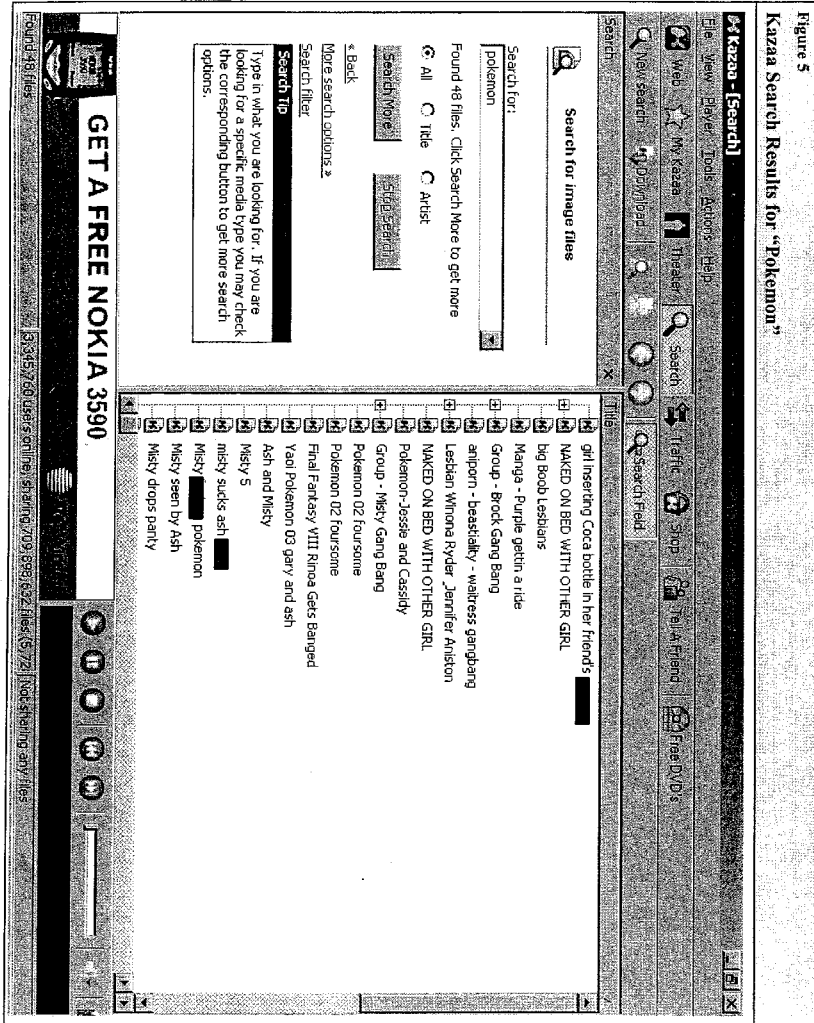 Figure 5
Kazaa Search Results for "Pokemon"
Kazaa - [Search]
File View Player Tools Actions Help
Web My Kazaa Theater Search Traffic Shop Tell A Friend Free DVD's
New search Download Search Field
Search X
Search for image files
Search for:
pokemon
Found 48 files. Click Search More to get more
All Title Artist
Search More Stop Search
« Back
More search options »
Search filter
Search Tip
Type in what you are looking for. If you are
looking for a specific media type you may check
the corresponding button to get more search
options.
Title
girl inserting Coca bottle in her friend's
NAKED ON BED WITH OTHER GIRL
big Boob Lesbians
Manga - Purple gettin a ride
Group - Brock Gang Bang
aniporn - beastiality - waitress gangbang
Lesbian Winona Ryder _Jennifer Aniston
NAKED ON BED WITH OTHER GIRL
Pokemon-Jessie and Cassidy
Group - Misty Gang Bang
Pokemon 02 foursome
Pokemon 02 foursome
Final Fantasy VIII Rinoa Gets Banged
Yaoi Pokemon 03 gary and ash
Ash and Misty
Misty 5
misty sucks ash
Misty pokemon
Misty seen by Ash
Misty drops panty
GET A FREE NOKIA 3590
Found 48 files
users online, sharing files Not sharing any files